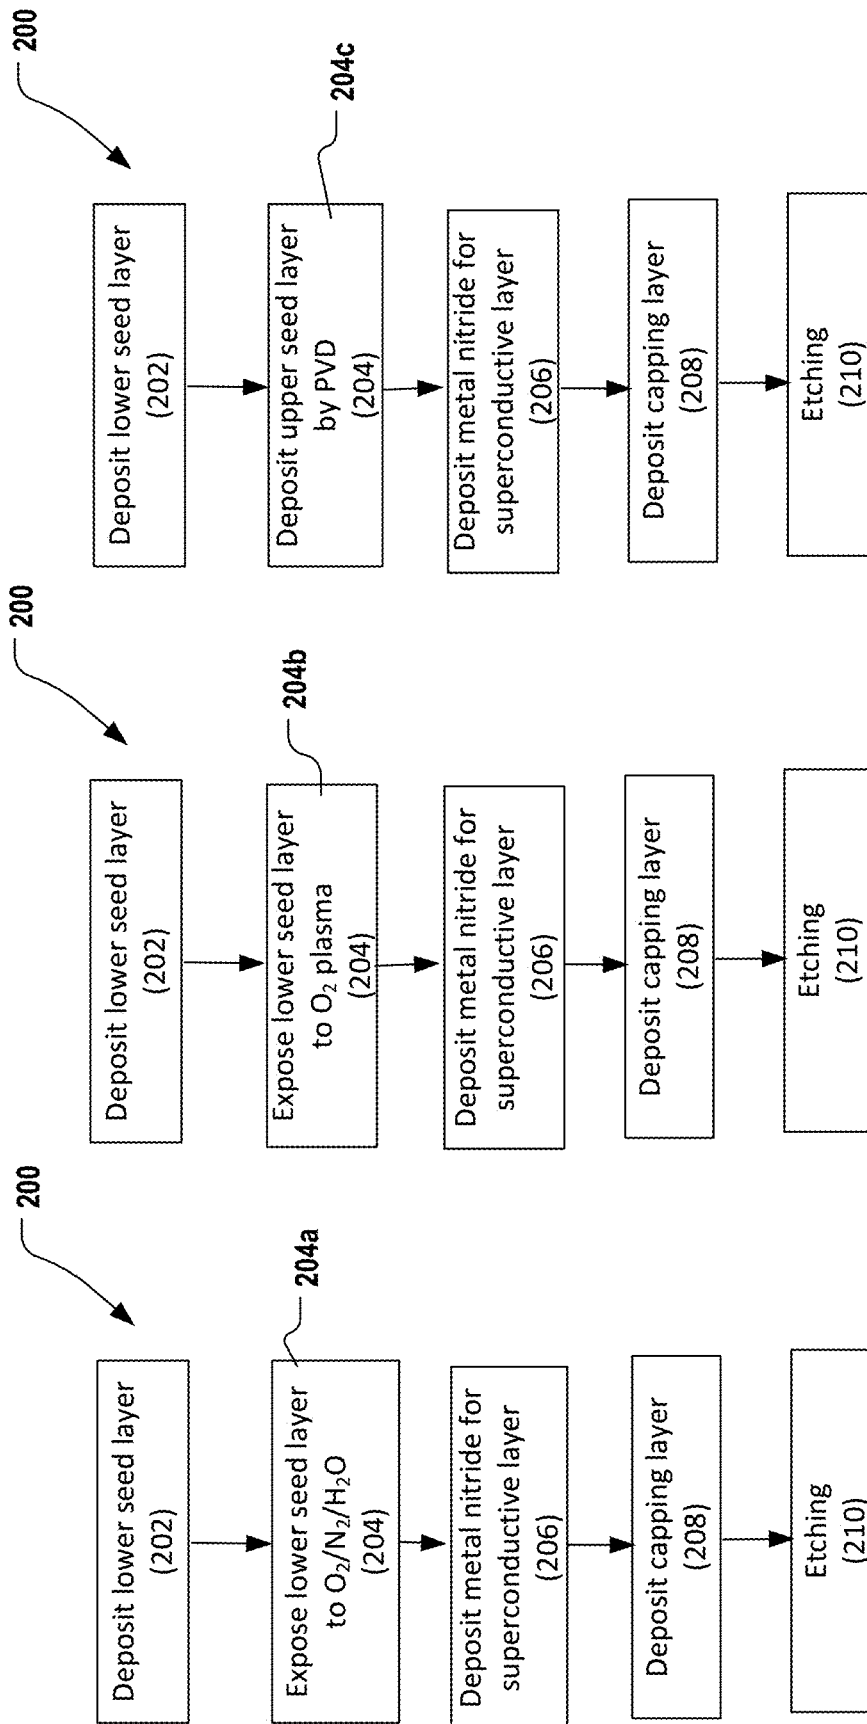 200
Deposit lower seed layer
(202)
Expose lower seed layer
to O₂/N₂/H₂O
(204)
204a
Deposit metal nitride for
superconductive layer
(206)
Deposit capping layer
(208)
Etching
(210)
200
Deposit lower seed layer
(202)
Expose lower seed layer
to O₂ plasma
(204)
204b
Deposit metal nitride for
superconductive layer
(206)
Deposit capping layer
(208)
Etching
(210)
200
Deposit lower seed layer
(202)
Deposit upper seed layer
by PVD
(204)
204c
Deposit metal nitride for
superconductive layer
(206)
Deposit capping layer
(208)
Etching
(210)